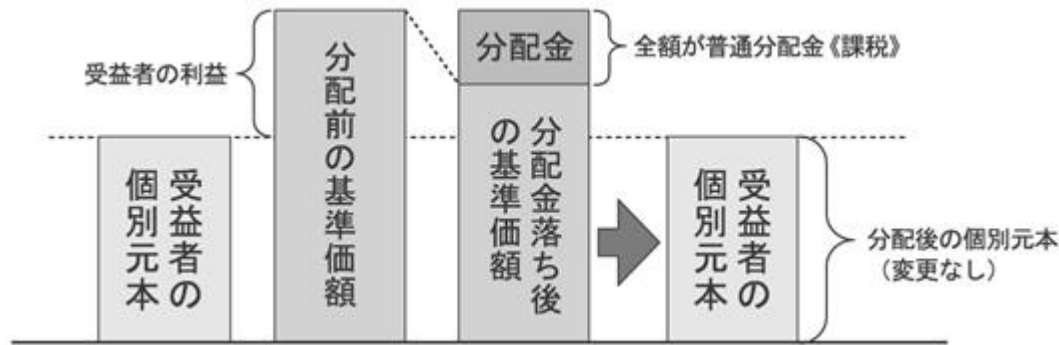 受益者の利益
受益者の
個別元本
分配前の基準価額
分配金
全額が普通分配金《課税》
分配金落ち後
の基準価額
受益者の
個別元本
分配後の個別元本
（変更なし）